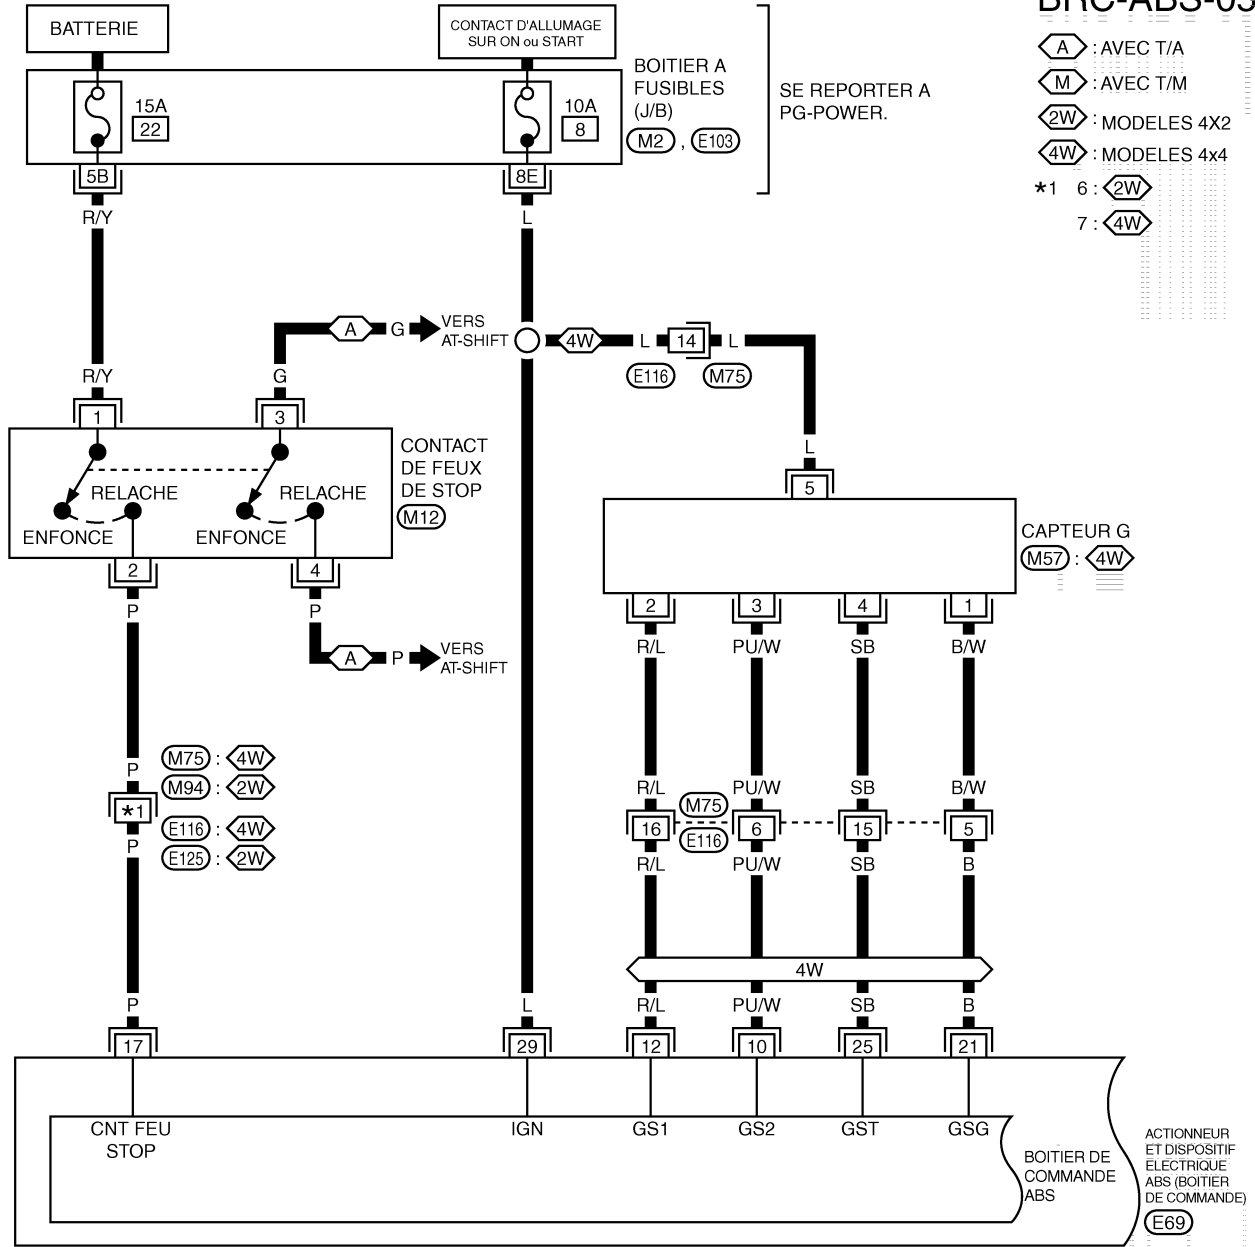 BRC-ABS-03
BATTERIE
CONTACT D'ALLUMAGE
SUR ON ou START
15A
22
10A
8
BOITIER A
FUSIBLES
(J/B)
M2 , E103
SE REPORTER A
PG-POWER.
A : AVEC T/A
M : AVEC T/M
2W : MODELES 4X2
4W : MODELES 4x4
*1 6 : 2W
7 : 4W
5B
8E
R/Y
L
A
G
VERS
AT-SHIFT
4W
L
14
L
E116
M75
R/Y
G
L
1
3
5
CONTACT
DE FEUX
DE STOP
M12
RELACHE
RELACHE
ENFONCE
ENFONCE
CAPTEUR G
M57 : 4W
2
4
2
3
4
1
P
P
R/L
PU/W
SB
B/W
A
P
VERS
AT-SHIFT
P
M75 : 4W
M94 : 2W
*1
E116 : 4W
E125 : 2W
P
R/L
PU/W
SB
B/W
M75
E116
16
6
15
5
R/L
PU/W
SB
B
4W
P
L
R/L
PU/W
SB
B
17
29
12
10
25
21
CNT FEU
STOP
IGN
GS1
GS2
GST
GSG
BOITIER DE
COMMANDE
ABS
ACTIONNEUR
ET DISPOSITIF
ELECTRIQUE
ABS (BOITIER
DE COMMANDE)
E69